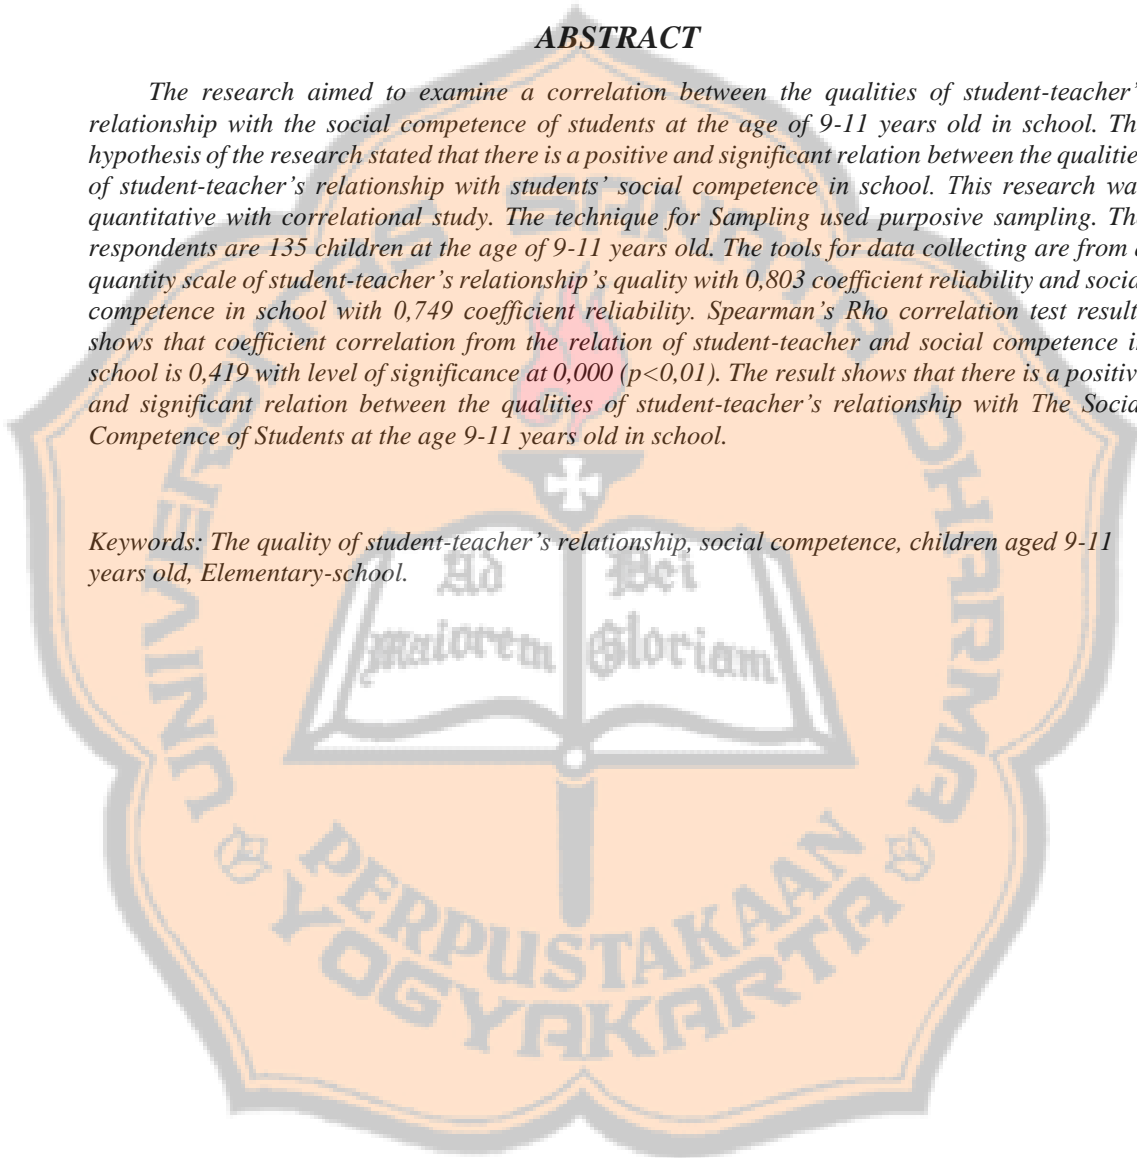 ABSTRACT
The research aimed to examine a correlation between the qualities of student-teacher'
relationship with the social competence of students at the age of 9-11 years old in school. Th
hypothesis of the research stated that there is a positive and significant relation between the qualitie
of student-teacher's relationship with students' social competence in school. This research wa
quantitative with correlational study. The technique for Sampling used purposive sampling. Th
respondents are 135 children at the age of 9-11 years old. The tools for data collecting are from
quantity scale of student-teacher's relationship's quality with 0,803 coefficient reliability and socia
competence in school with 0,749 coefficient reliability. Spearman's Rho correlation test result
shows that coefficient correlation from the relation of student-teacher and social competence i
school is 0,419 with level of significance at 0,000 (p<0,01). The result shows that there is a positiv
and significant relation between the qualities of student-teacher's relationship with The Socia
Competence of Students at the age 9-11 years old in school.
Keywords: The quality of student-teacher's relationship, social competence, children aged 9-11
years old, Elementary-school.
UNIVERSITAS SANATA DHARMA
Ad Dei
maiorem Gloriam
PERPUSTAKAAN
YOGYAKARTA